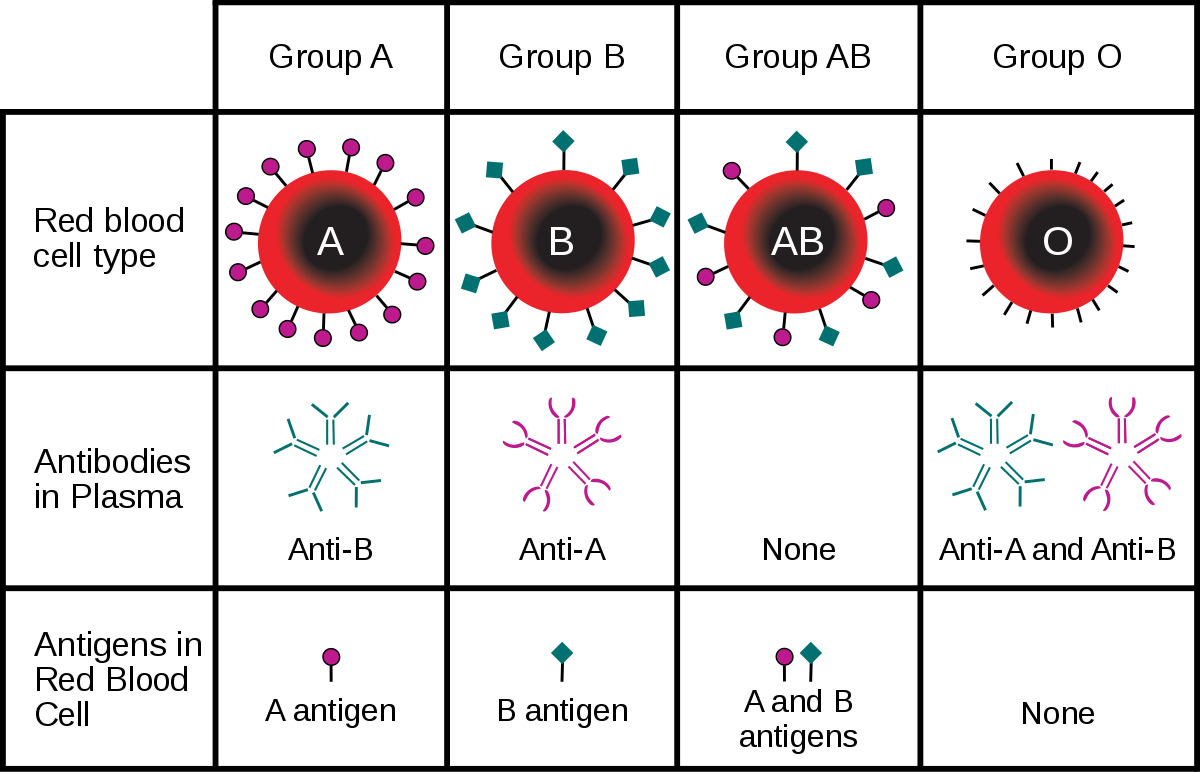 Group A
Group B
Group AB
Group O
Red blood
cell type
A
B
AB
O
Antibodies
in Plasma
Anti-B
Anti-A
None
Anti-A and Anti-B
Antigens in
Red Blood
Cell
A antigen
B antigen
A and B
antigens
None